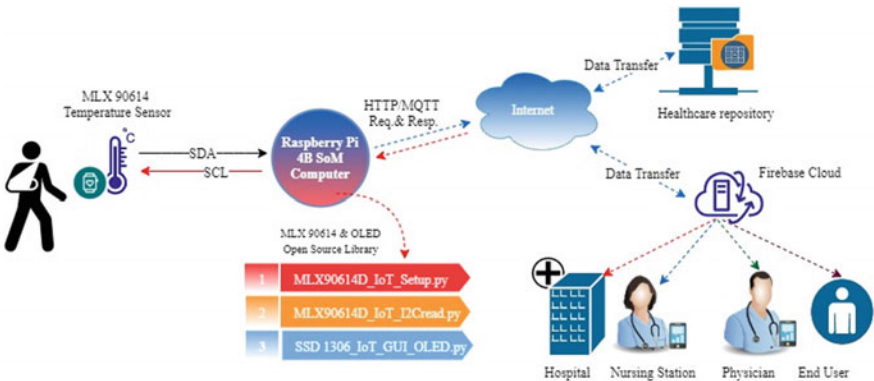 MLX 90614
Temperature Sensor
°C
SDA
SCL
Raspberry Pi
4B SoM
Computer
HTTP/MQTT
Req.& Resp.
Internet
Data Transfer
Healthcare repository
Data Transfer
Firebase Cloud
MLX 90614 & OLED
Open Source Library
1 MLX90614D_IoT_Setup.py
2 MLX90614D_IoT_I2Cread.py
3 SSD 1306_IoT_GUI_OLED.py
Hospital
Nursing Station
Physician
End User